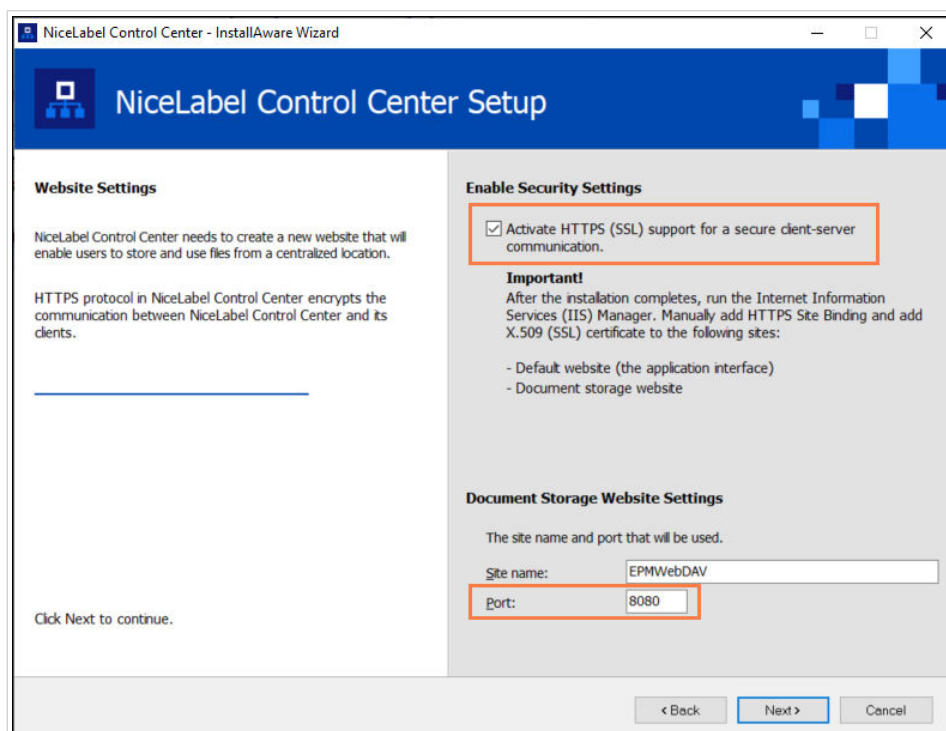 NiceLabel Control Center - InstallAware Wizard
NiceLabel Control Center Setup
Website Settings
NiceLabel Control Center needs to create a new website that will
enable users to store and use files from a centralized location.
HTTPS protocol in NiceLabel Control Center encrypts the
communication between NiceLabel Control Center and its
clients.
Click Next to continue.
Enable Security Settings
Activate HTTPS (SSL) support for a secure client-server
communication.
Important!
After the installation completes, run the Internet Information
Services (IIS) Manager. Manually add HTTPS Site Binding and add
X.509 (SSL) certificate to the following sites:
- Default website (the application interface)
- Document storage website
Document Storage Website Settings
The site name and port that will be used.
Site name: EPMWebDAV
Port: 8080
< Back Next > Cancel